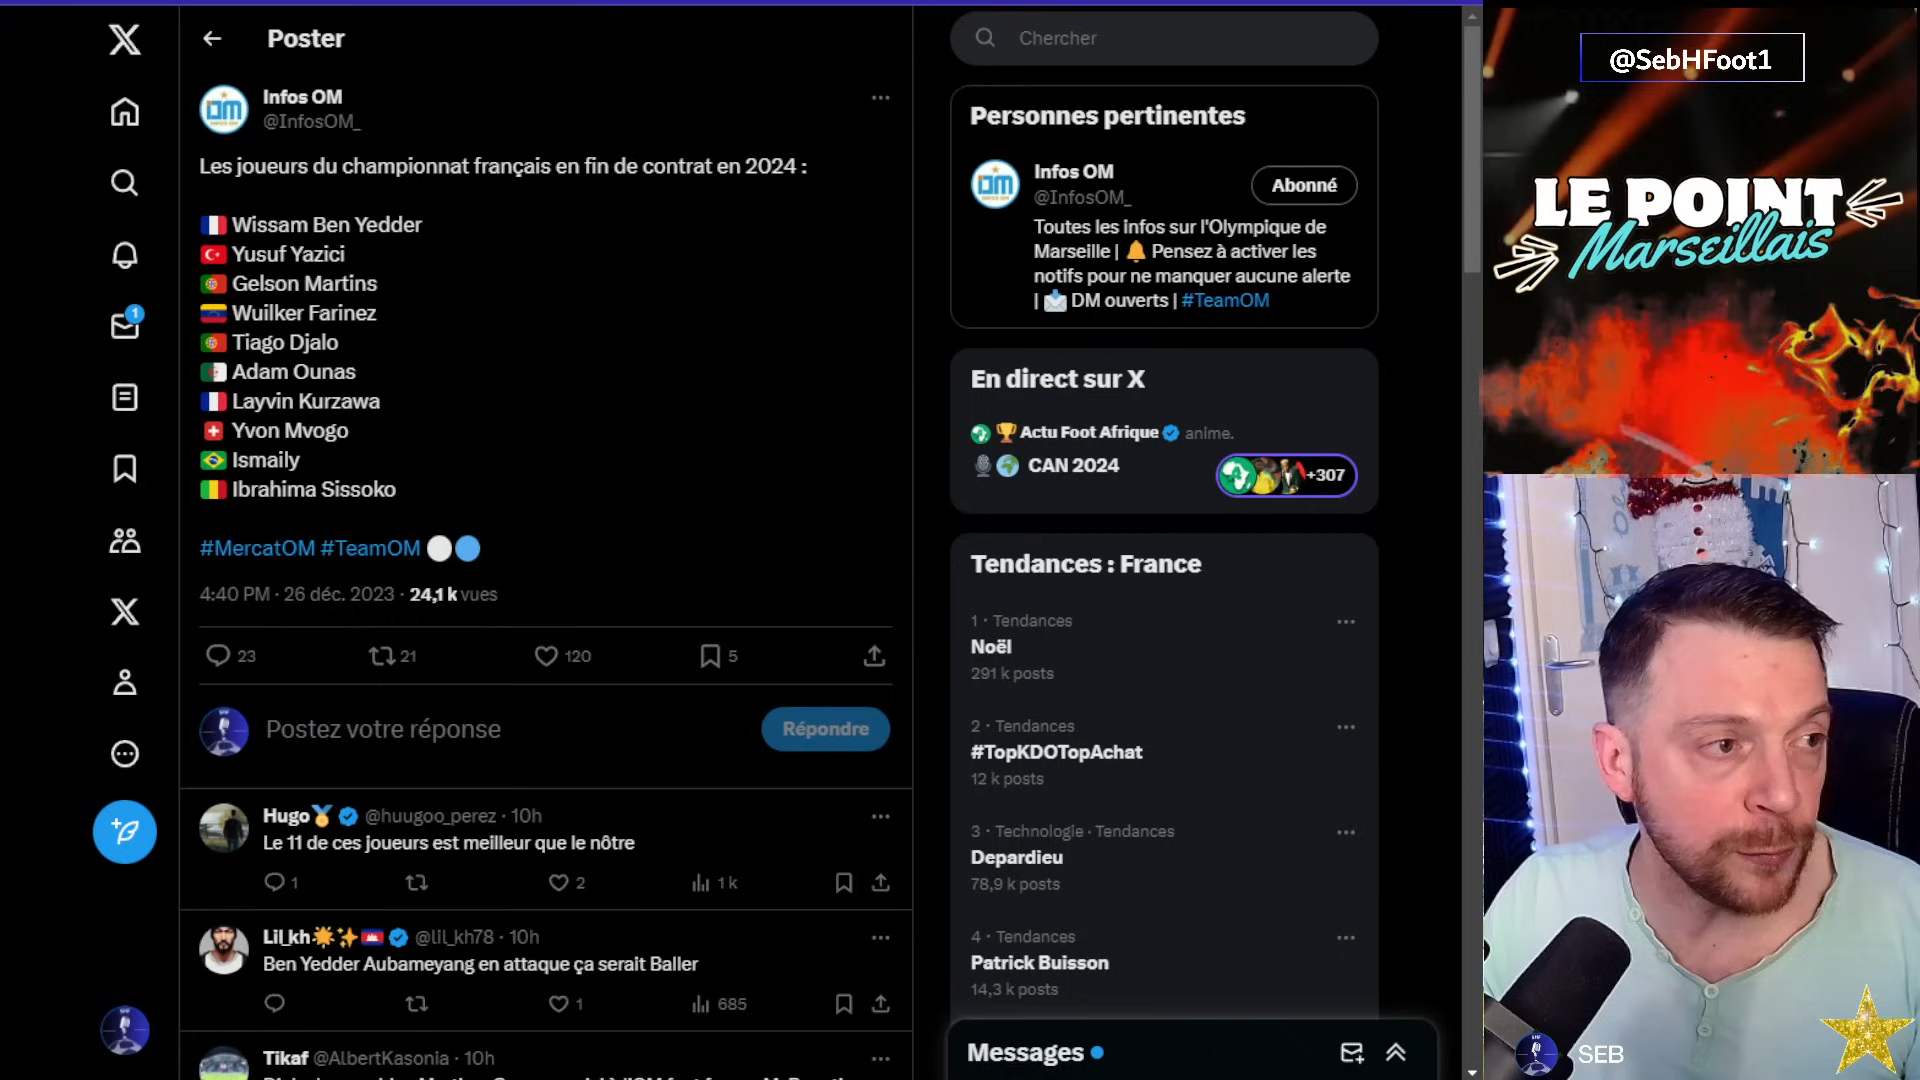 Poster
Infos OM
@InfosOM_
Les joueurs du championnat français en fin de contrat en 2024 :
Wissam Ben Yedder
Yusuf Yazici
Gelson Martins
Wuilker Farinez
Tiago Djalo
Adam Ounas
Layvin Kurzawa
Yvon Mvogo
Ismaily
Ibrahima Sissoko
#MercatOM #TeamOM
4:40 PM · 26 déc. 2023 · 24,1 k vues
23 21 120 5
Postez votre réponse
Répondre
Hugo @huugoo_perez · 10h
Le 11 de ces joueurs est meilleur que le nôtre
1 2 1 k
Lil_kh @lil_kh78 · 10h
Ben Yedder Aubameyang en attaque ça serait Baller
1 685
Tikaf @AlbertKasonia · 10h
1
Chercher
Personnes pertinentes
Infos OM
@InfosOM_
Abonné
Toutes les infos sur l'Olympique de
Marseille | Pensez à activer les
notifs pour ne manquer aucune alerte
| DM ouverts | #TeamOM
En direct sur X
Actu Foot Afrique anime.
CAN 2024
+307
Tendances : France
1 · Tendances
Noël
291 k posts
2 · Tendances
#TopKDOTopAchat
12 k posts
3 · Technologie · Tendances
Depardieu
78,9 k posts
4 · Tendances
Patrick Buisson
14,3 k posts
Messages
@SebHFoot1
LE POINT
Marseillais
SEB